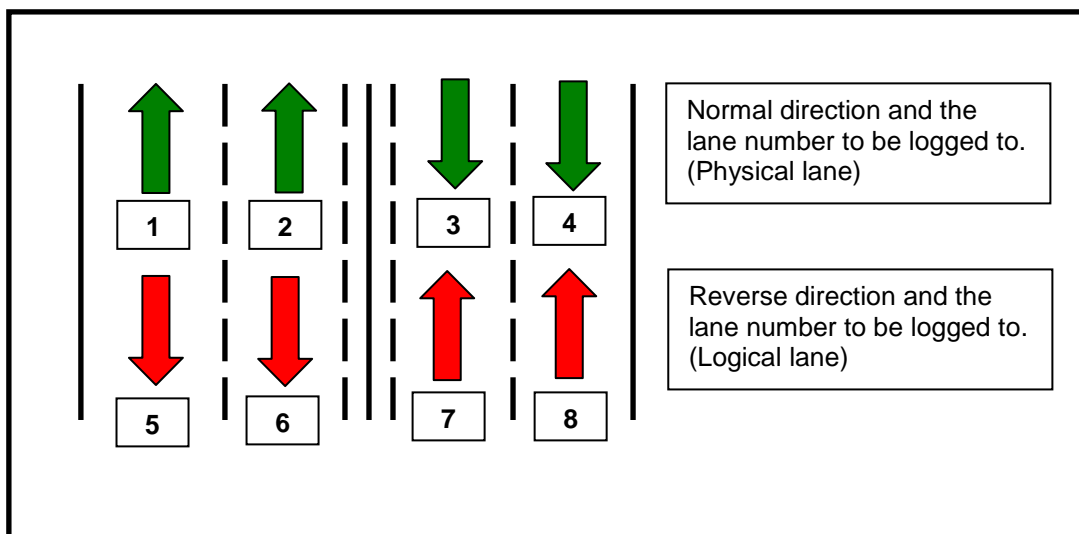 Normal direction and the
lane number to be logged to.
(Physical lane)
1 2 3 4
Reverse direction and the
lane number to be logged to.
(Logical lane)
5 6 7 8